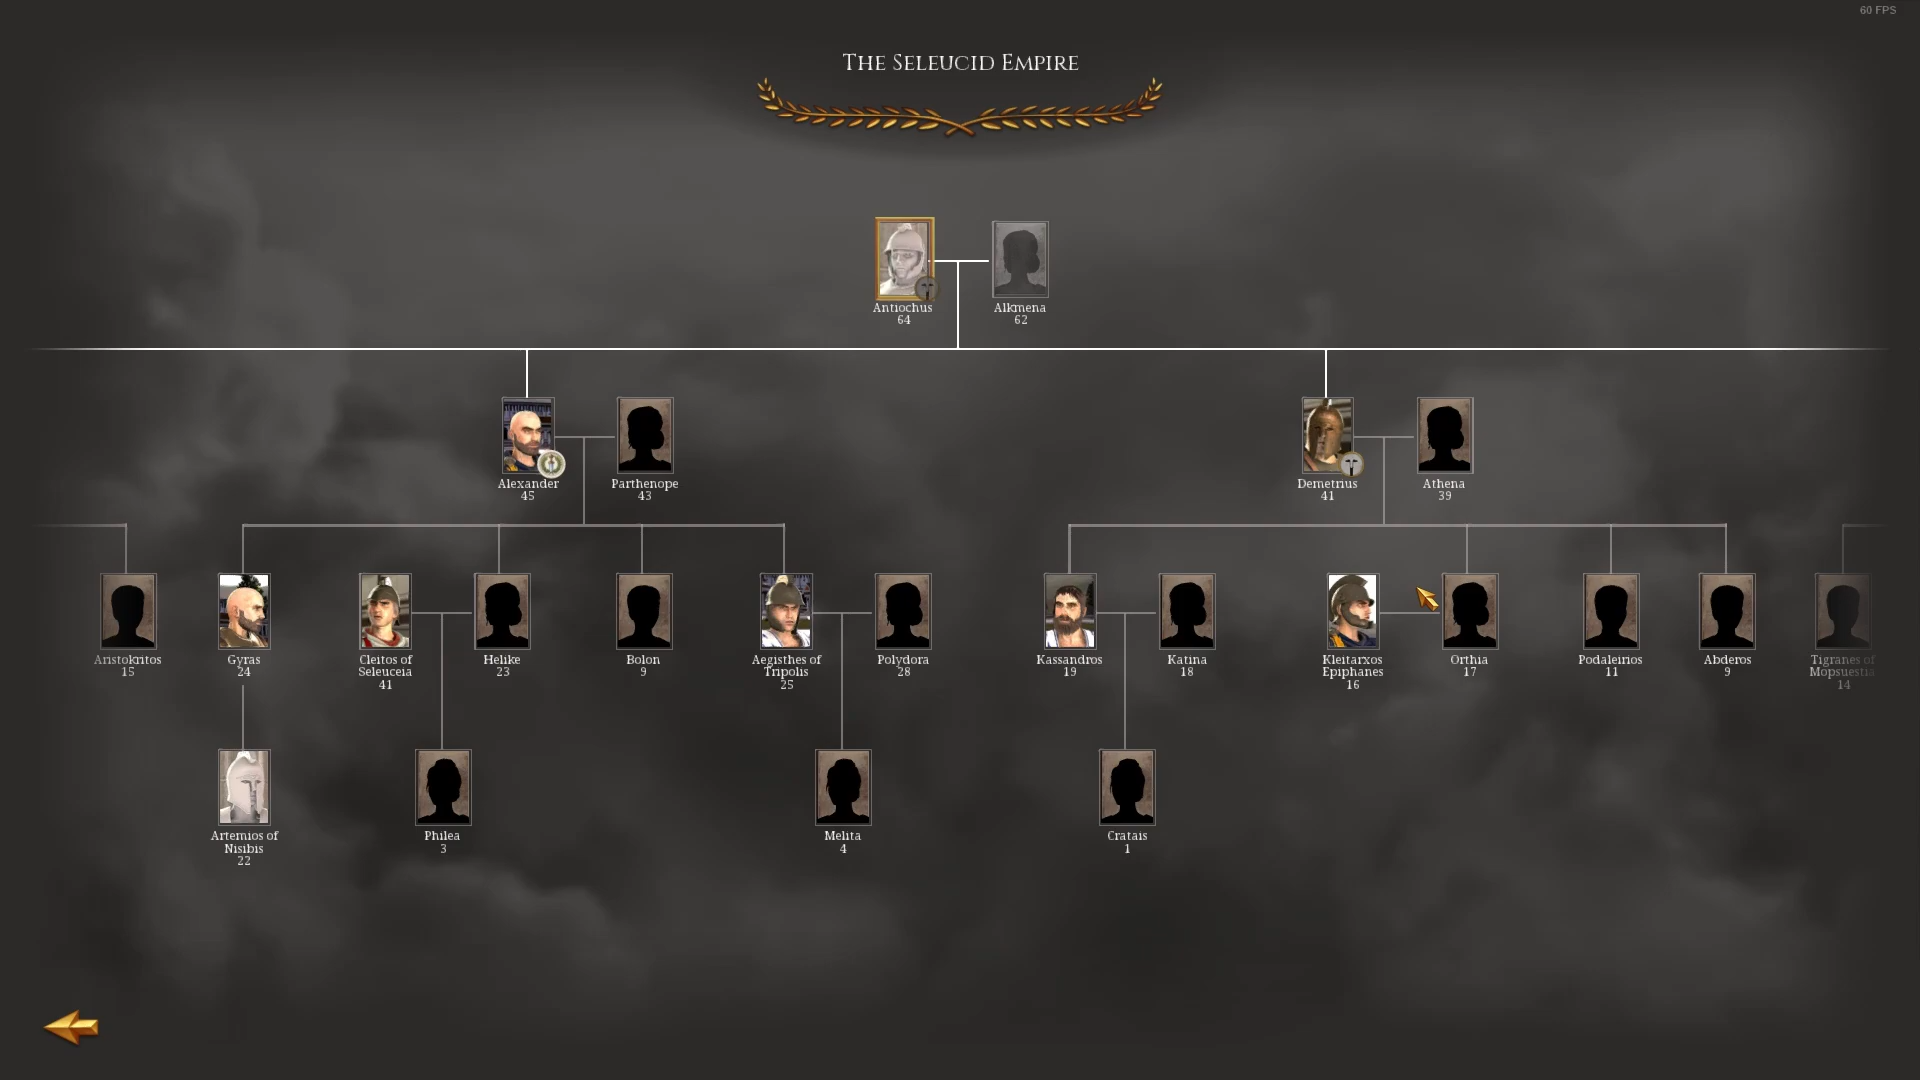 60 FPS
The Seleucid Empire
Antiochus
64
Alkmena
62
Alexander
45
Parthenope
43
Demetrius
41
Athena
39
Aristokritos
15
Gyras
24
Cleitos of
Seleuceia
41
Helike
23
Bolon
9
Aegisthes of
Tripolis
25
Polydora
28
Kassandros
19
Katina
18
Kleitarxos
Epiphanes
16
Orthia
17
Podaleirios
11
Abderos
9
Tigranes of
Mopsuestia
14
Artemios of
Nisibis
22
Philea
3
Melita
4
Cratais
1